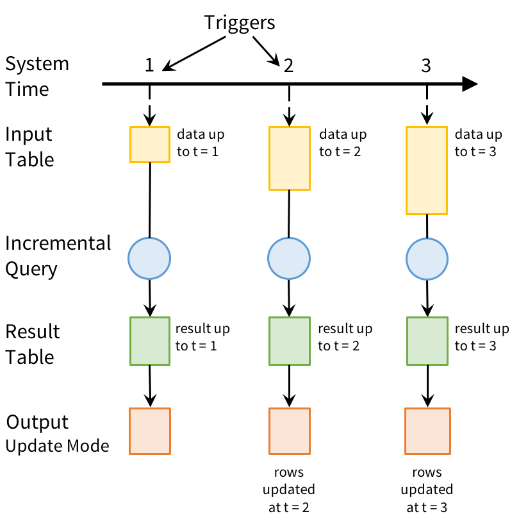 Triggers
System
Time
1
2
3
Input
Table
data up
to t = 1
data up
to t = 2
data up
to t = 3
Incremental
Query
Result
Table
result up
to t = 1
result up
to t = 2
result up
to t = 3
Output
Update Mode
rows
updated
at t = 2
rows
updated
at t = 3